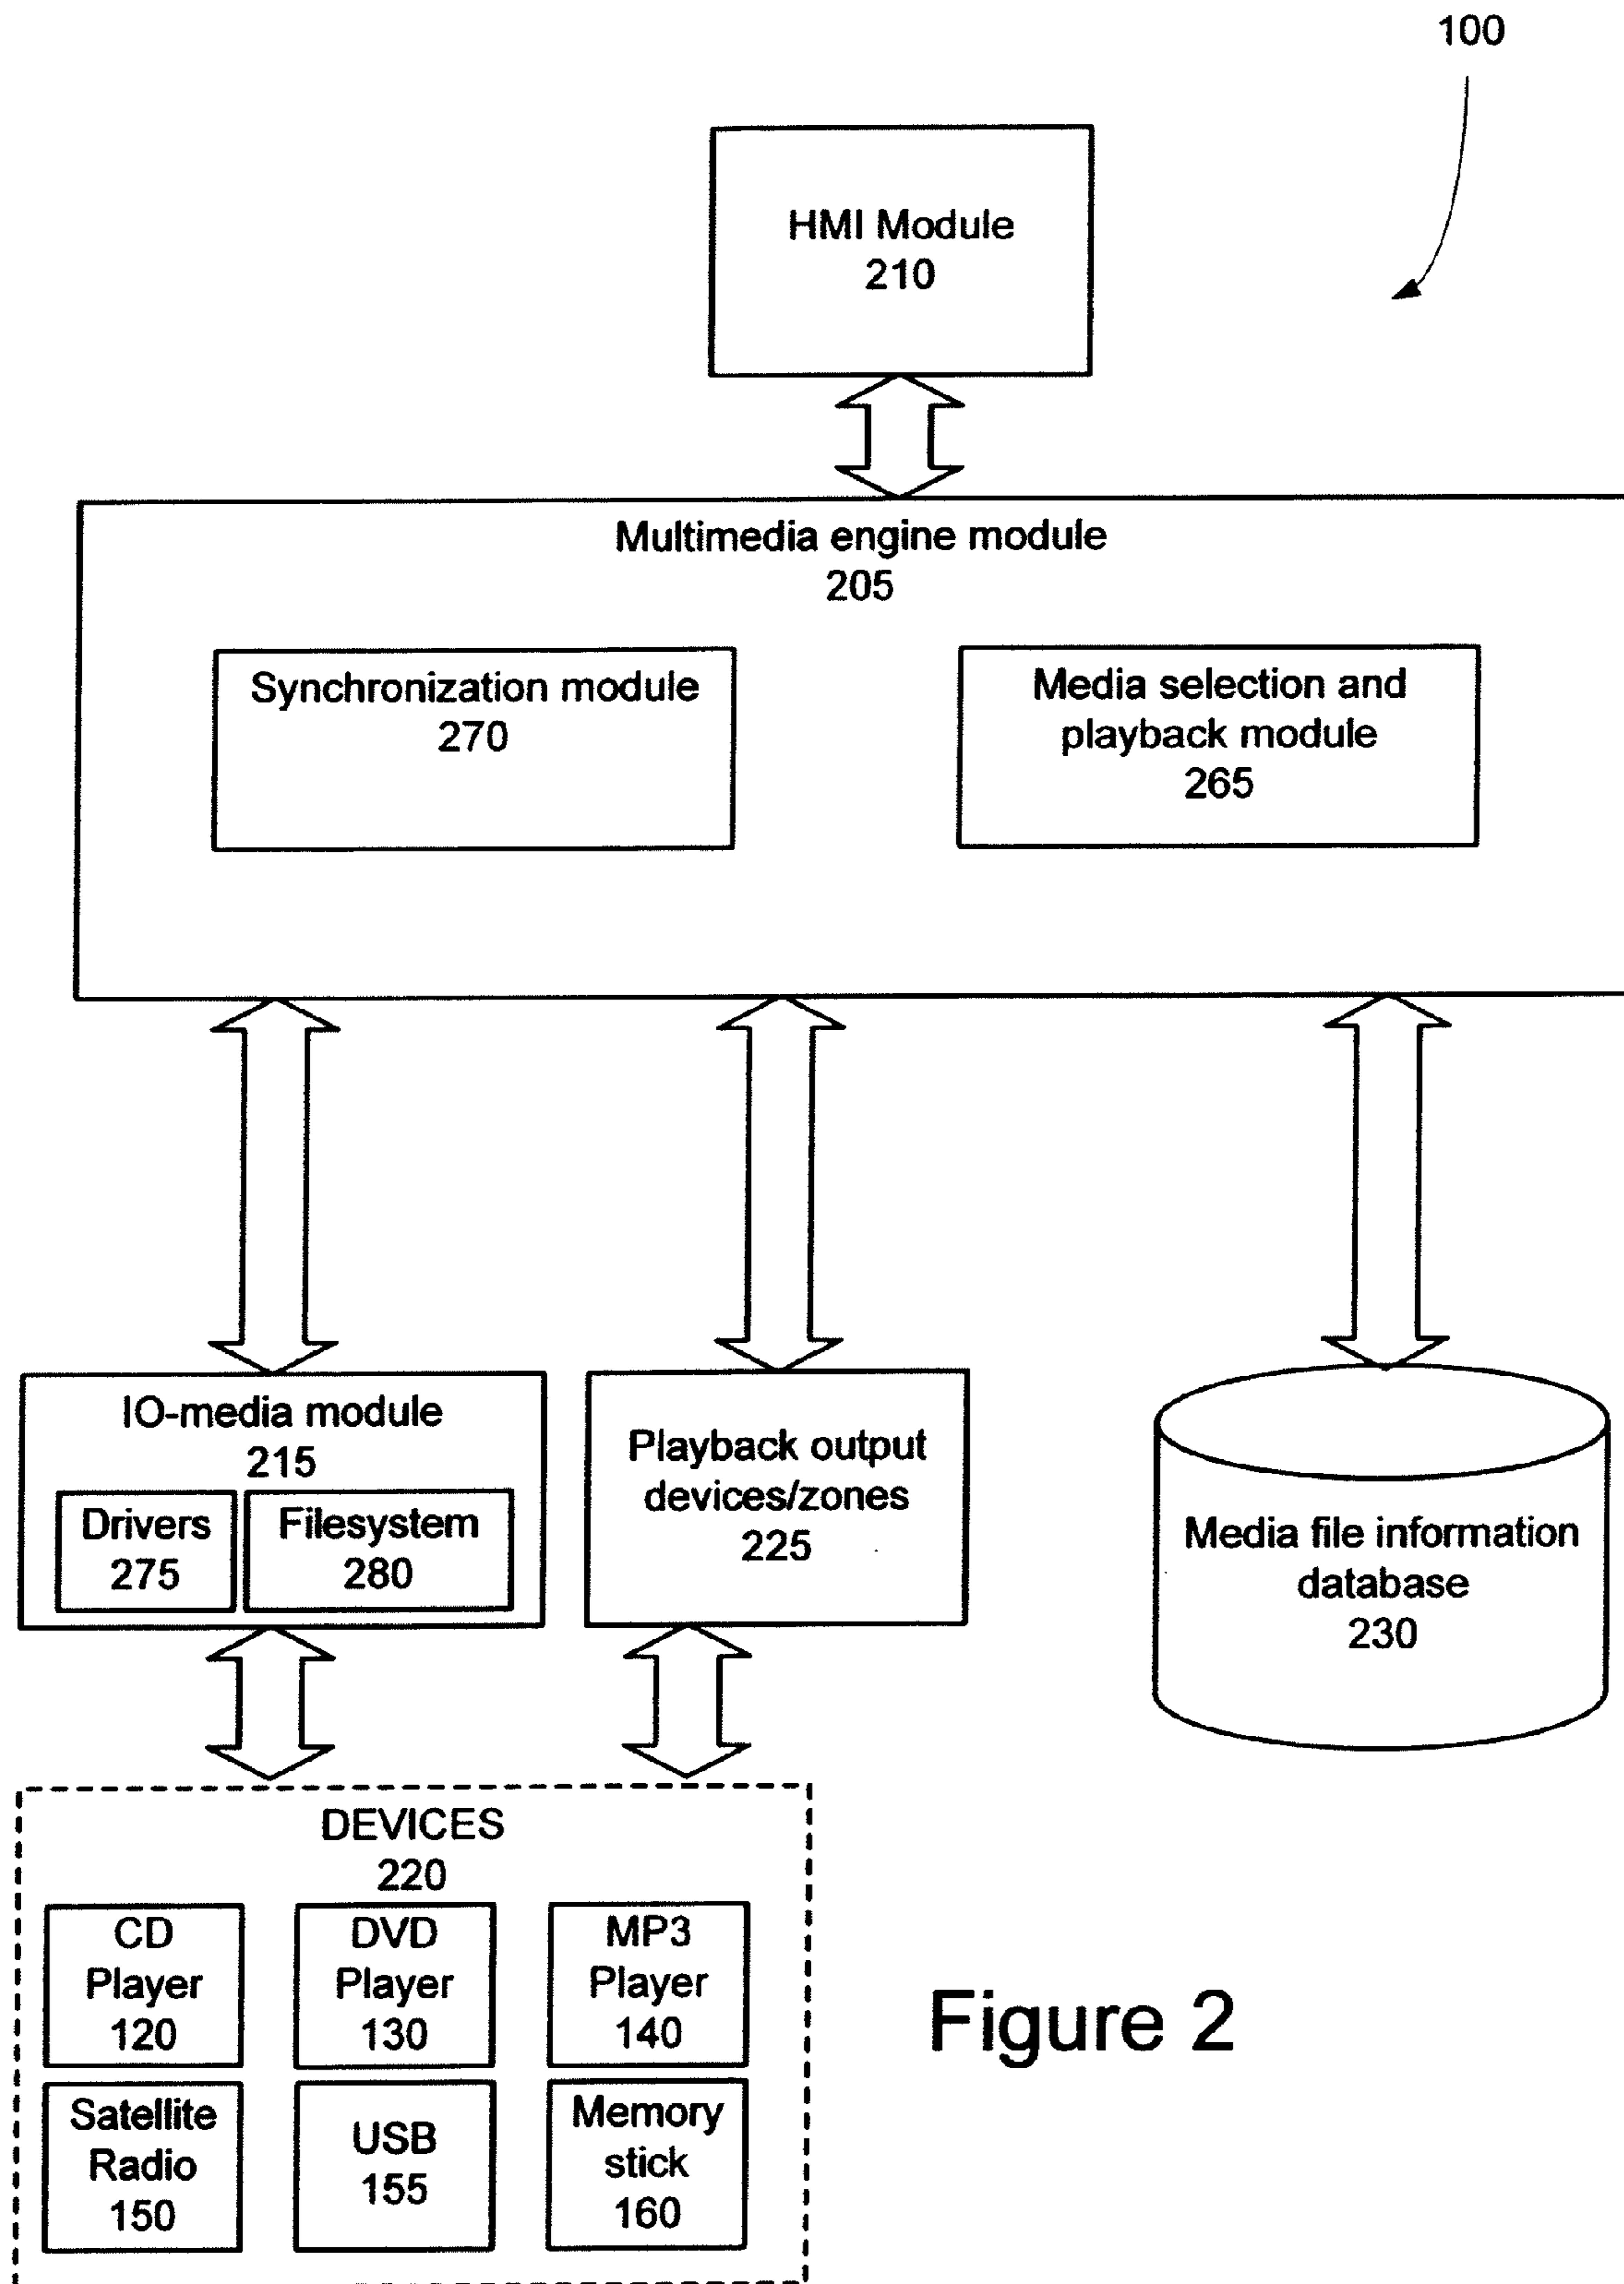 100
HMI Module
210
Multimedia engine module
205
Synchronization module
270
Media selection and
playback module
265
IO-media module
215
Drivers
275
Filesystem
280
Playback output
devices/zones
225
Media file information
database
230
DEVICES
220
CD
Player
120
DVD
Player
130
MP3
Player
140
Satellite
Radio
150
USB
155
Memory
stick
160
Figure 2